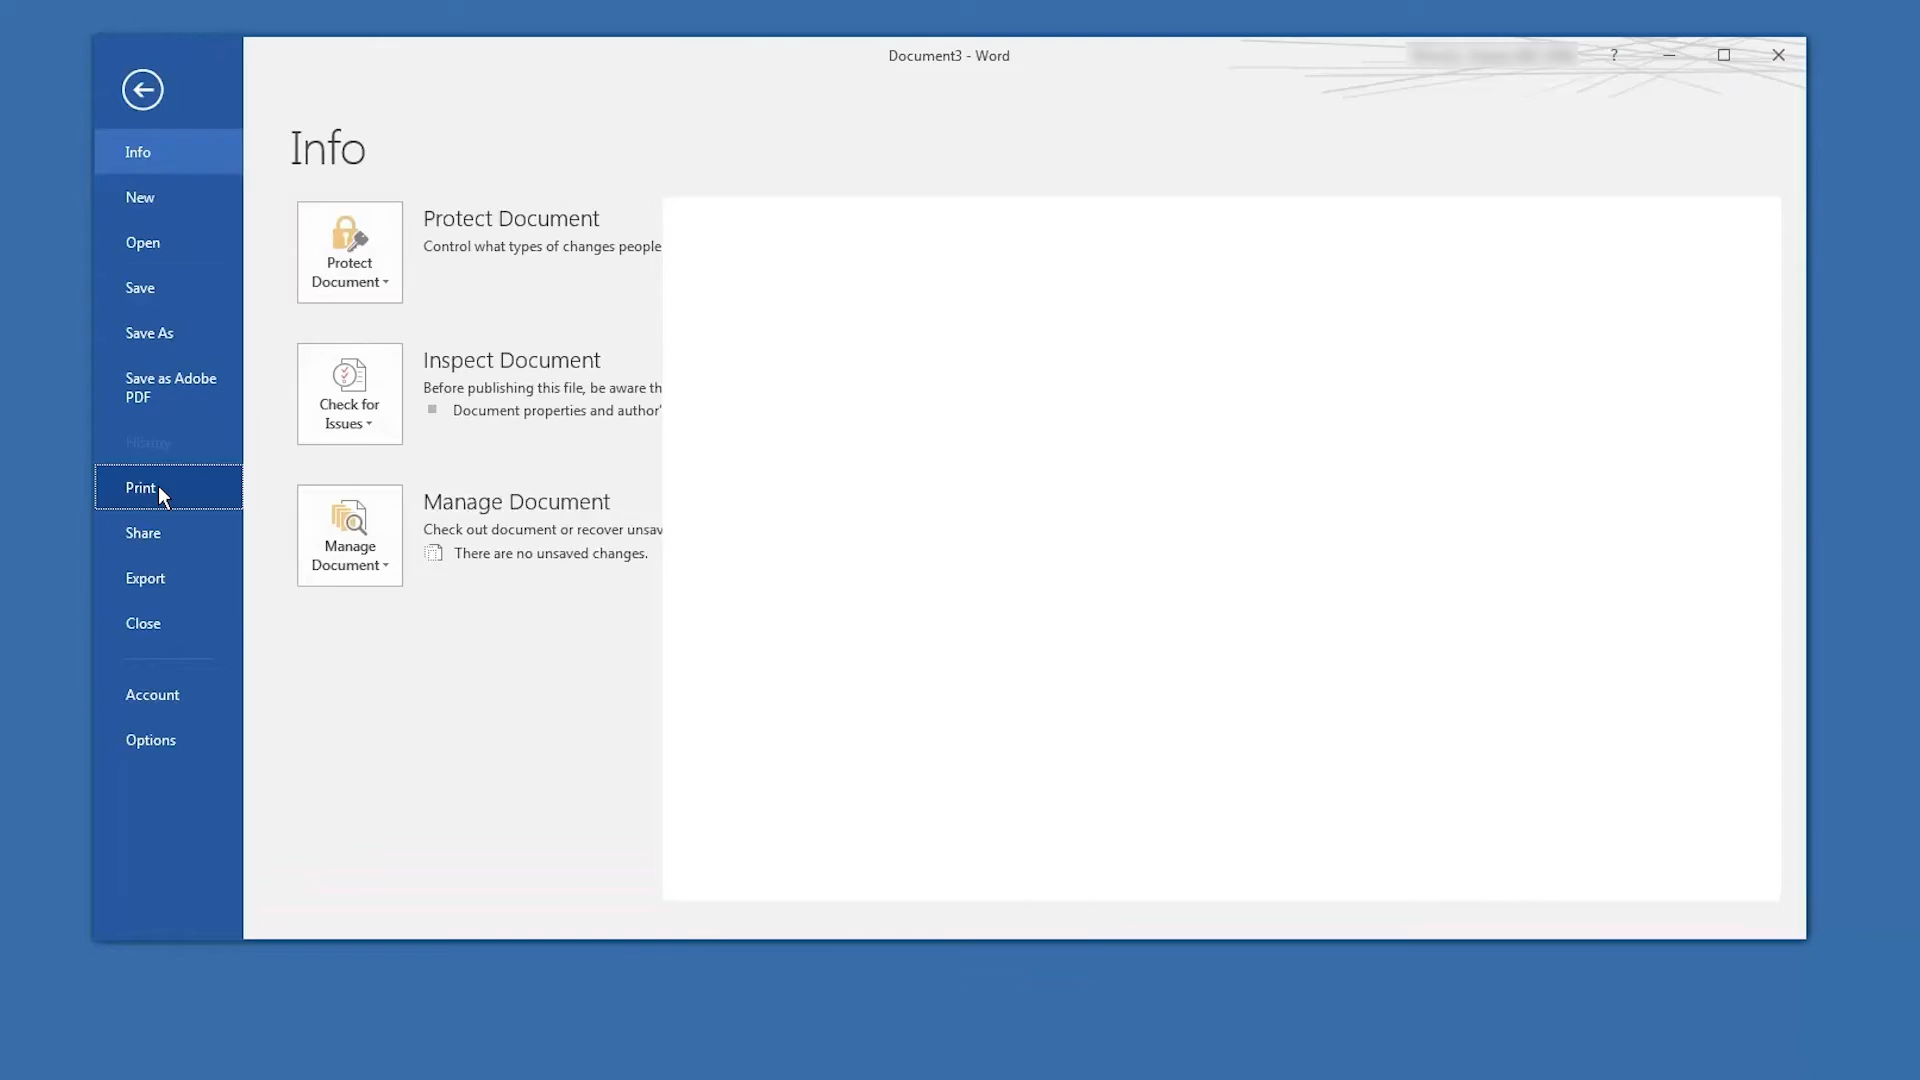 Document3 - Word
?
Info
New
Open
Save
Save As
Save as Adobe
PDF
History
Print
Share
Export
Close
Account
Options
Info
Protect
Document
Protect Document
Control what types of changes people
Check for
Issues
Inspect Document
Before publishing this file, be aware th
Document properties and author'
Manage
Document
Manage Document
Check out document or recover unsav
There are no unsaved changes.